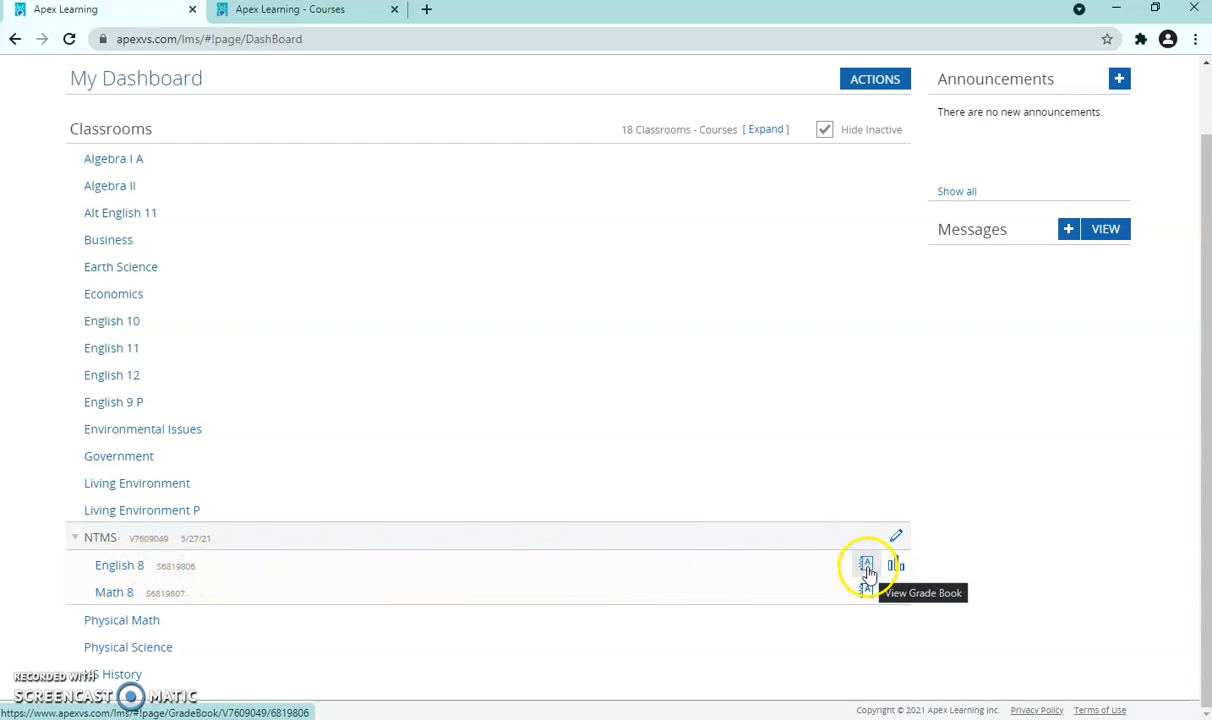 Apex Learning
Apex Learning - Courses
apexvs.com/lms/#!page/DashBoard
My Dashboard
ACTIONS
Announcements
There are no new announcements.
Show all
Messages
VIEW
Classrooms
18 Classrooms - Courses [ Expand ]
Hide Inactive
Algebra I A
Algebra II
Alt English 11
Business
Earth Science
Economics
English 10
English 11
English 12
English 9 P
Environmental Issues
Government
Living Environment
Living Environment P
NTMS V7609049 5/27/21
English 8 S6819806
View Grade Book
Math 8 S6819807
Physical Math
Physical Science
US History
RECORDED WITH
SCREENCAST MATIC
https://www.apexvs.com/lms/#!page/GradeBook/V7609049/6819806
Copyright © 2021 Apex Learning Inc. Privacy Policy Terms of Use